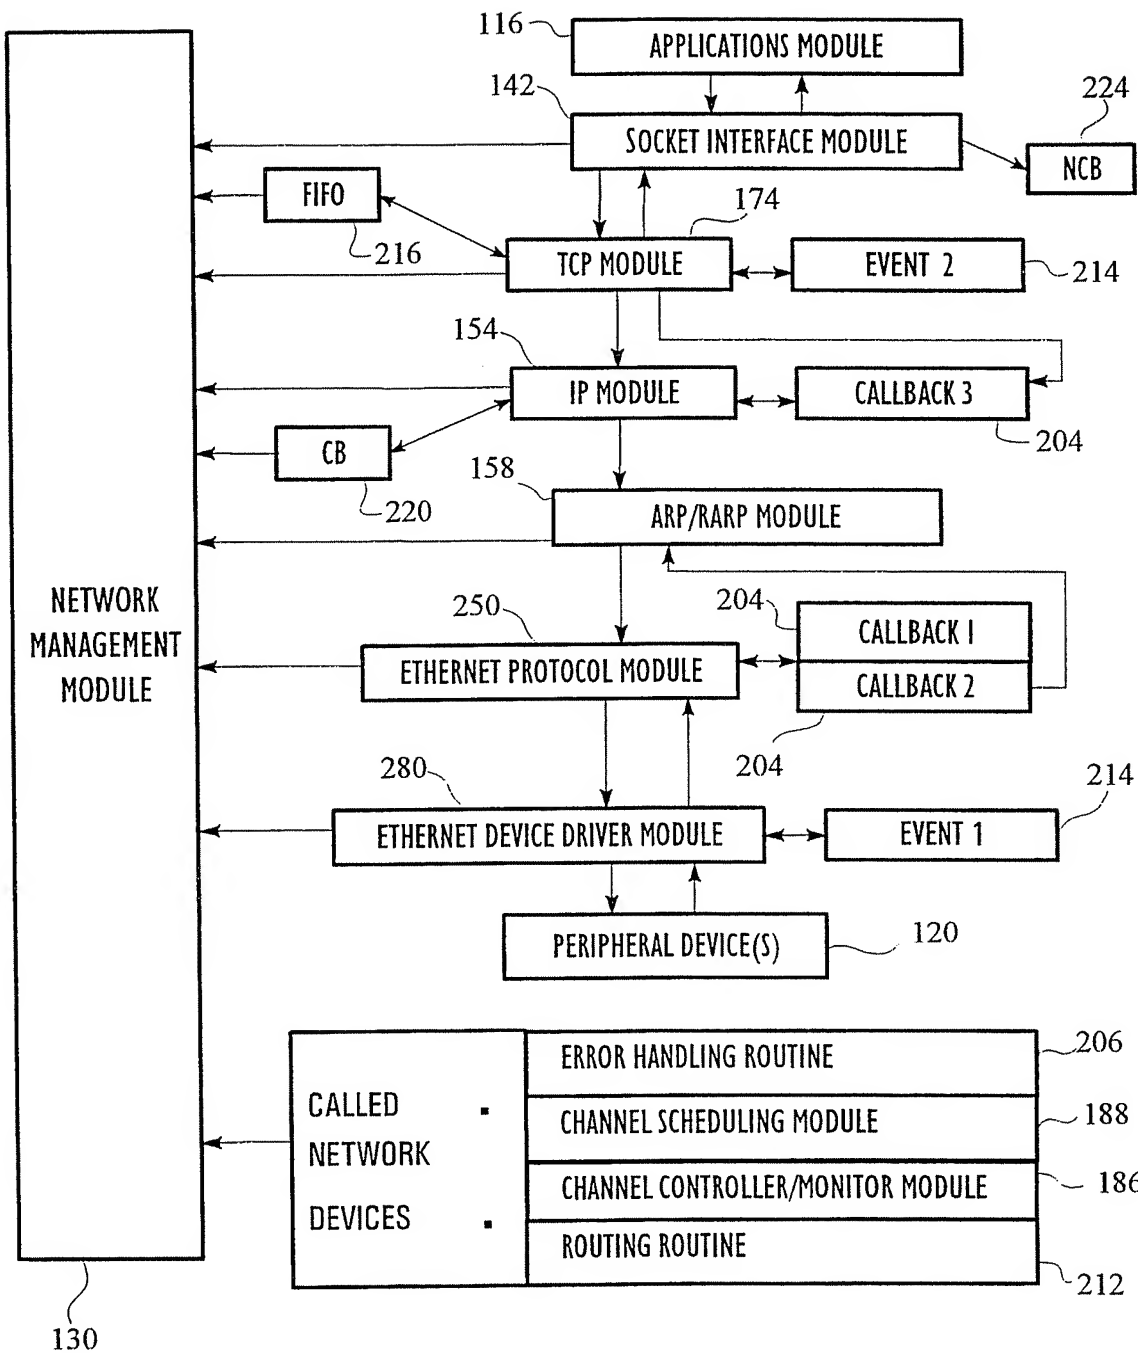 116
APPLICATIONS MODULE
142
224
SOCKET INTERFACE MODULE
NCB
FIFO
174
216
TCP MODULE
EVENT 2
214
154
IP MODULE
CALLBACK 3
204
CB
158
220
ARP/RARP MODULE
NETWORK
MANAGEMENT
MODULE
250
204
CALLBACK 1
ETHERNET PROTOCOL MODULE
CALLBACK 2
204
280
214
ETHERNET DEVICE DRIVER MODULE
EVENT 1
PERIPHERAL DEVICE(S)
120
CALLED
NETWORK
DEVICES
ERROR HANDLING ROUTINE
206
CHANNEL SCHEDULING MODULE
188
CHANNEL CONTROLLER/MONITOR MODULE
186
ROUTING ROUTINE
212
130